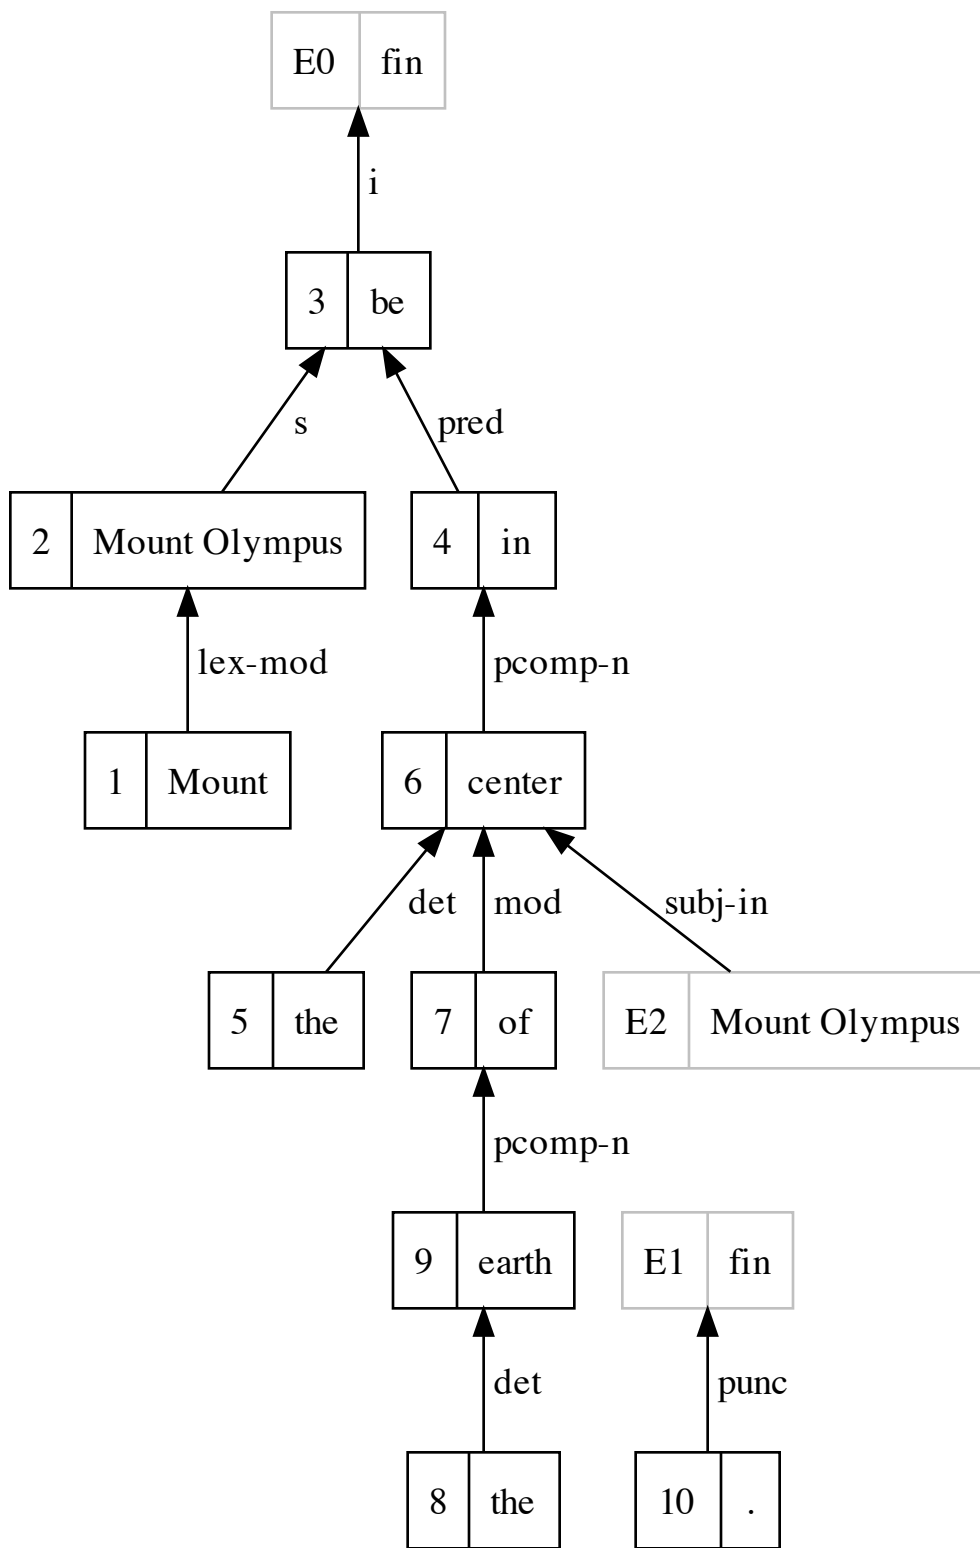 E0 fin
i
3 be
s pred
2 Mount Olympus 4 in
lex-mod pcomp-n
1 Mount 6 center
det mod subj-in
5 the 7 of E2 Mount Olympus
pcomp-n
9 earth E1 fin
det punc
8 the 10 .